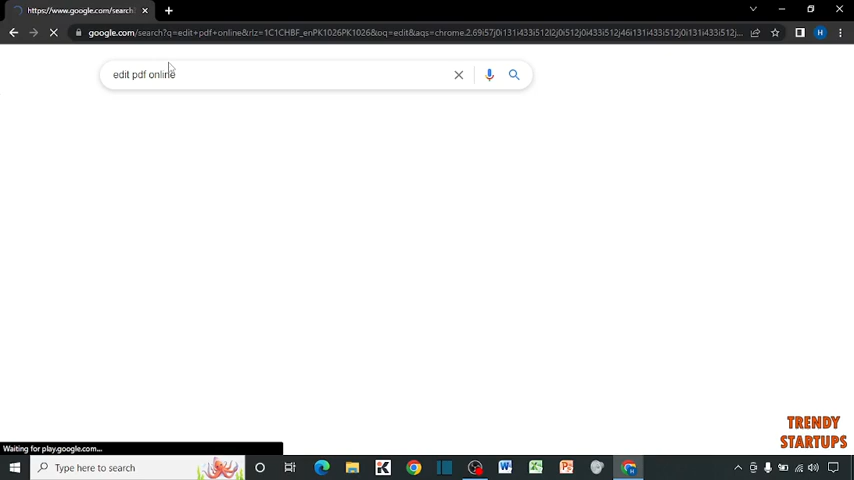 https://www.google.com/search
google.com/search?q=edit+pdf+online&rlz=1C1CHBF_enPK1026PK1026&oq=edit&aqs=chrome.2.69i57j0i131i433i512l2j0i512j0i433i512j46i131i433i512j0i131i433i512j...
H
edit pdf online
TRENDY
STARTUPS
Waiting for play.google.com...
Type here to search